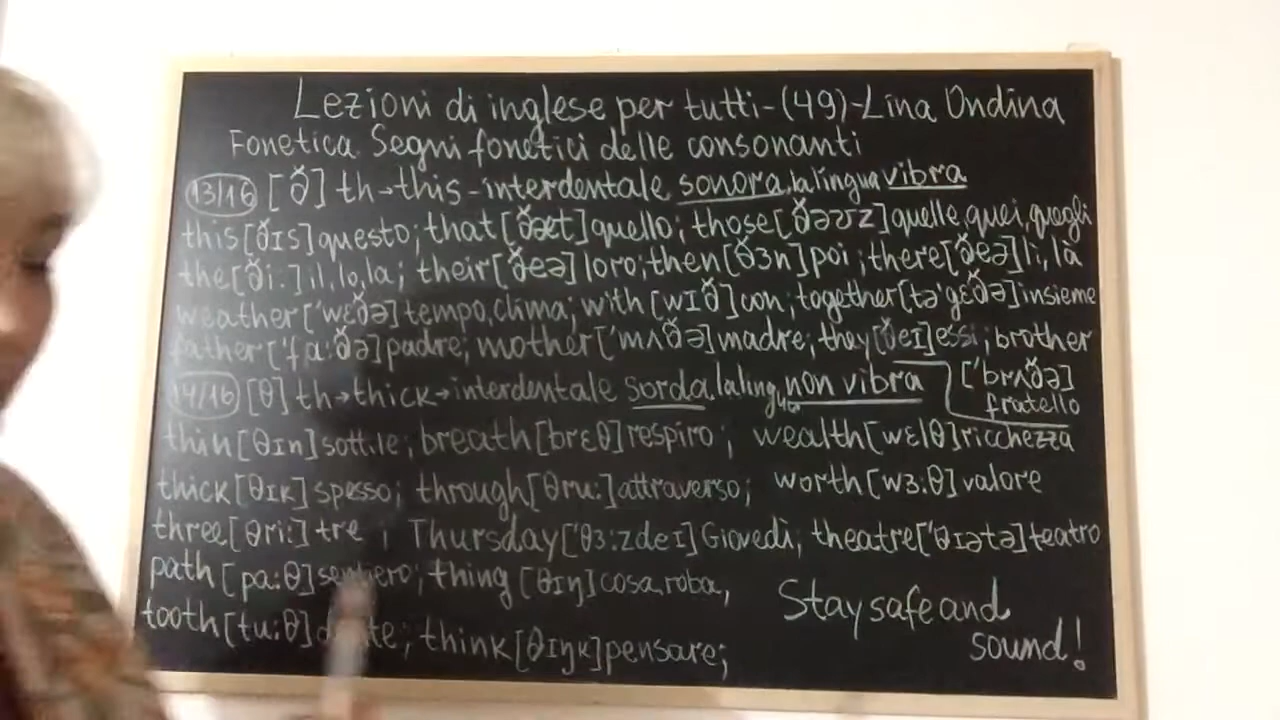 Lezioni di inglese per tutti-(49)-Lina Ondina
Fonetica. Segni fonetici delle consonanti
13/16 [ð] th→this-interdentale sonora, la lingua vibra
this[ðɪs]questo; that[ðæt]quello; those[ðəʊz]quelle, quei, quegli
the[ði:]il, lo, la; their[ðeə]loro; then[ðɜn]poi; there[ðeə]lì, là
weather['wɛðə]tempo, clima; with[wɪð]con; together[tə'gɛðə]insieme
father['fɑ:ðə]padre; mother['mʌðə]madre; they[ðeɪ]essi; brother
['brʌðə]
fratello
14/16 [θ] th→thick→interdentale sorda, la lingua non vibra
thin[θɪn]sottile; breath[brɛθ]respiro; wealth[wɛlθ]ricchezza
thick[θɪk]spesso; through[θru:]attraverso; worth[wɜ:θ]valore
three[θri:]tre; Thursday['θɜ:zdeɪ]Giovedì; theatre['θɪətə]teatro
path[pɑ:θ]sentiero; thing[θɪŋ]cosa, roba,
tooth[tu:θ]dente; think[θɪŋk]pensare;
Stay safe and
sound!